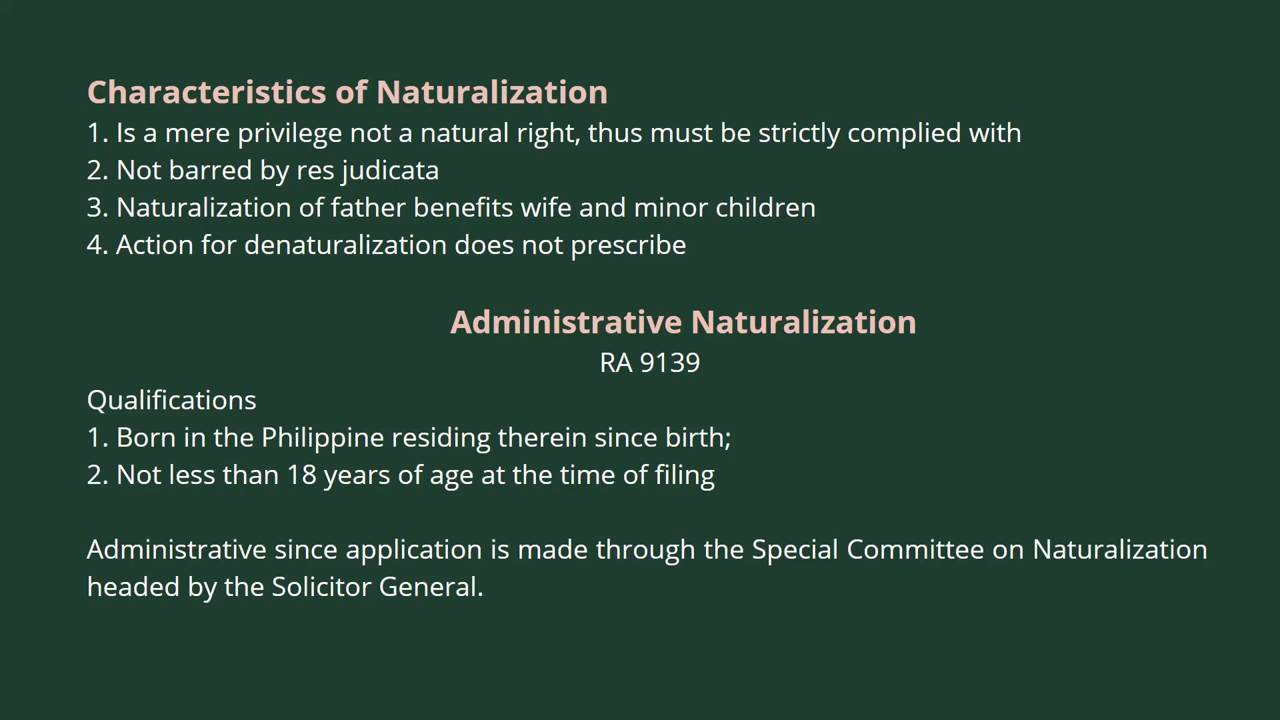 Characteristics of Naturalization
1. Is a mere privilege not a natural right, thus must be strictly complied with
2. Not barred by res judicata
3. Naturalization of father benefits wife and minor children
4. Action for denaturalization does not prescribe
Administrative Naturalization
RA 9139
Qualifications
1. Born in the Philippine residing therein since birth;
2. Not less than 18 years of age at the time of filing
Administrative since application is made through the Special Committee on Naturalization
headed by the Solicitor General.